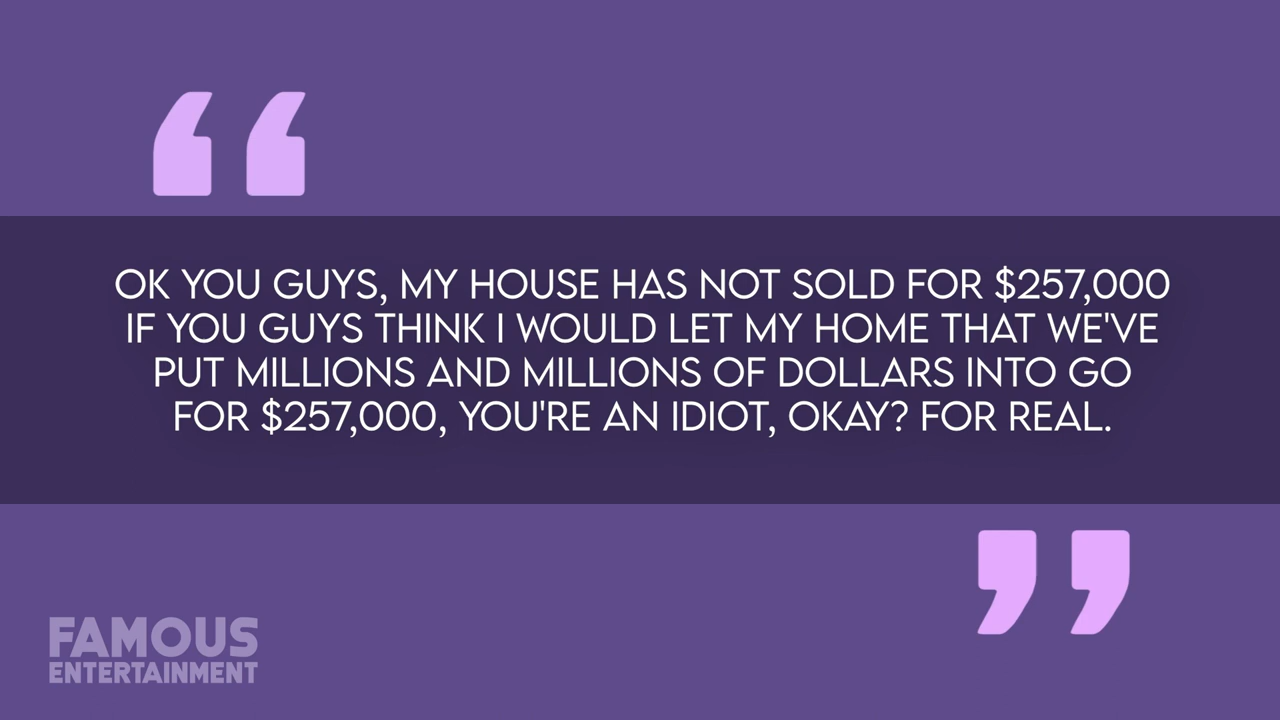 OK YOU GUYS, MY HOUSE HAS NOT SOLD FOR $257,000
IF YOU GUYS THINK I WOULD LET MY HOME THAT WE'VE
PUT MILLIONS AND MILLIONS OF DOLLARS INTO GO
FOR $257,000, YOU'RE AN IDIOT, OKAY? FOR REAL.
FAMOUS
ENTERTAINMENT